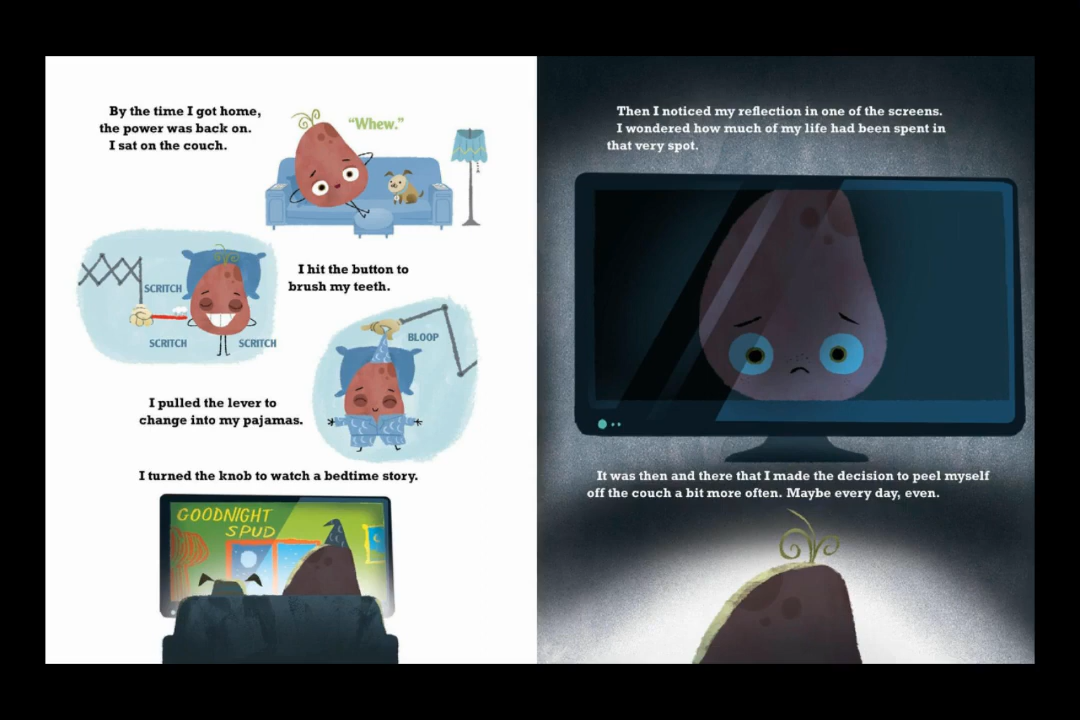 By the time I got home,
the power was back on.
I sat on the couch.
“Whew.”
SCRITCH
SCRITCH
SCRITCH
I hit the button to
brush my teeth.
BLOOP
I pulled the lever to
change into my pajamas.
I turned the knob to watch a bedtime story.
GOODNIGHT
SPUD
Then I noticed my reflection in one of the screens.
I wondered how much of my life had been spent in
that very spot.
It was then and there that I made the decision to peel myself
off the couch a bit more often. Maybe every day, even.